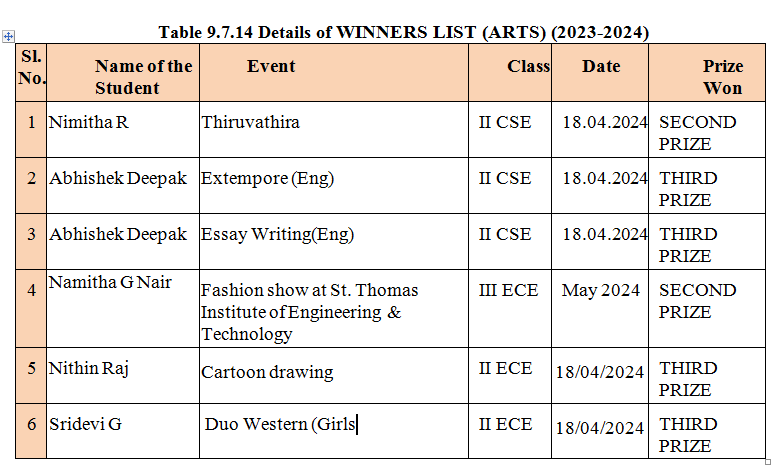 Table 9.7.14 Details of WINNERS LIST (ARTS) (2023-2024)
Sl. No. Name of the Student Event Class Date Prize Won
1 Nimitha R Thiruvathira II CSE 18.04.2024 SECOND PRIZE
2 Abhishek Deepak Extempore (Eng) II CSE 18.04.2024 THIRD PRIZE
3 Abhishek Deepak Essay Writing(Eng) II CSE 18.04.2024 THIRD PRIZE
4 Namitha G Nair Fashion show at St. Thomas Institute of Engineering & Technology III ECE May 2024 SECOND PRIZE
5 Nithin Raj Cartoon drawing II ECE 18/04/2024 THIRD PRIZE
6 Sridevi G Duo Western (Girls II ECE 18/04/2024 THIRD PRIZE